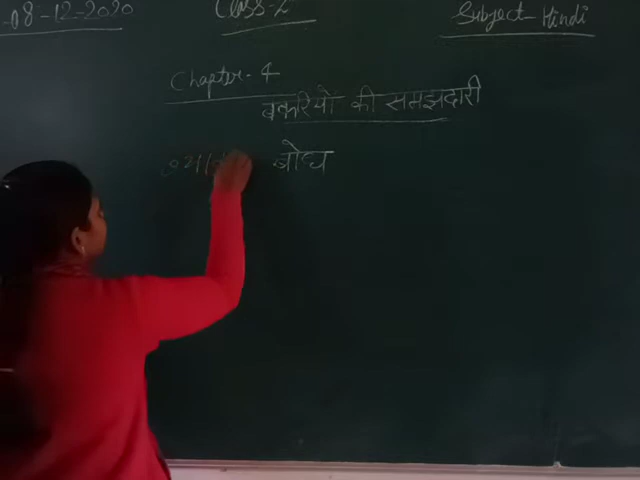 08-12-2020 Class-2 Subject-Hindi
Chapter-4
बकरियो की समझदारी
बोध